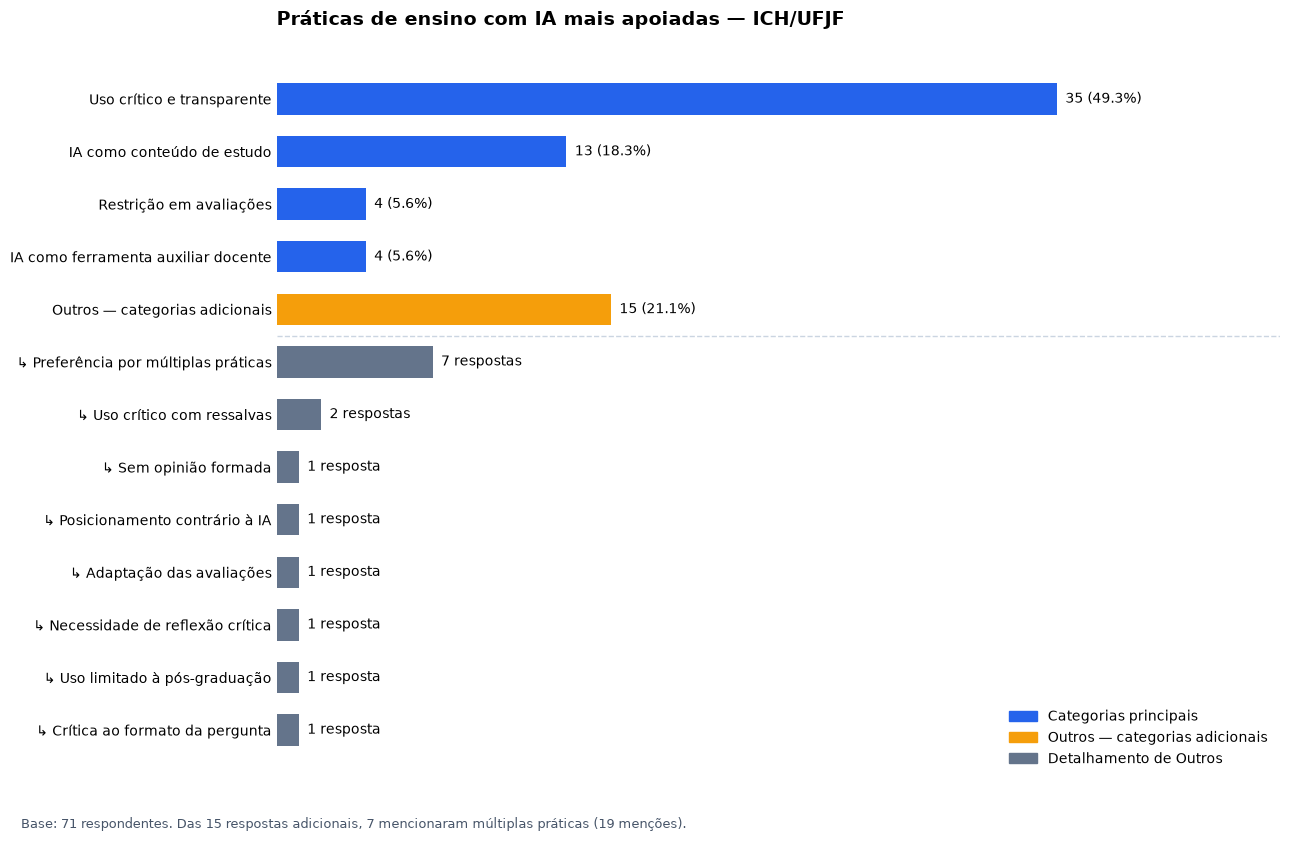 Práticas de ensino com IA mais apoiadas — ICH/UFJF
Uso crítico e transparente 35 (49.3%)
IA como conteúdo de estudo 13 (18.3%)
Restrição em avaliações 4 (5.6%)
IA como ferramenta auxiliar docente 4 (5.6%)
Outros — categorias adicionais 15 (21.1%)
↳ Preferência por múltiplas práticas 7 respostas
↳ Uso crítico com ressalvas 2 respostas
↳ Sem opinião formada 1 resposta
↳ Posicionamento contrário à IA 1 resposta
↳ Adaptação das avaliações 1 resposta
↳ Necessidade de reflexão crítica 1 resposta
↳ Uso limitado à pós-graduação 1 resposta
↳ Crítica ao formato da pergunta 1 resposta
Categorias principais
Outros — categorias adicionais
Detalhamento de Outros
Base: 71 respondentes. Das 15 respostas adicionais, 7 mencionaram múltiplas práticas (19 menções).